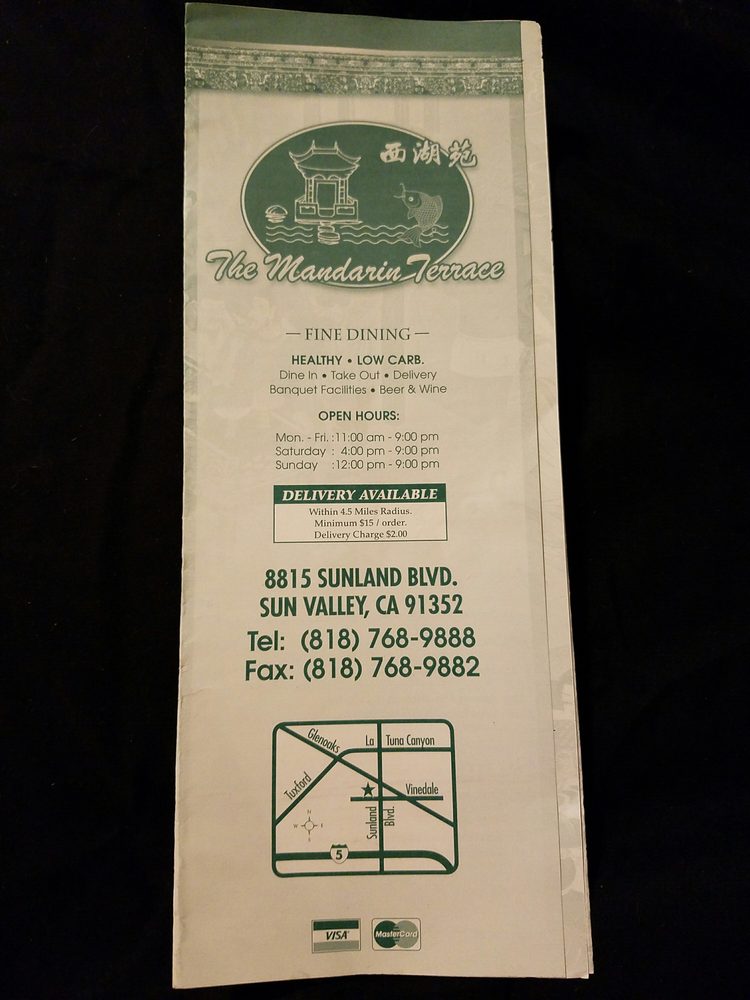 西湖苑
The Mandarin Terrace
— FINE DINING —
HEALTHY • LOW CARB.
Dine In • Take Out • Delivery
Banquet Facilities • Beer & Wine
OPEN HOURS:
Mon. - Fri. :11:00 am - 9:00 pm
Saturday : 4:00 pm - 9:00 pm
Sunday :12:00 pm - 9:00 pm
DELIVERY AVAILABLE
Within 4.5 Miles Radius.
Minimum $15 / order.
Delivery Charge $2.00
8815 SUNLAND BLVD.
SUN VALLEY, CA 91352
Tel: (818) 768-9888
Fax: (818) 768-9882
Glenoaks
La Tuna Canyon
Tuxford
Vinedale
Sunland Blvd.
N
W E
S
5
VISA
MasterCard